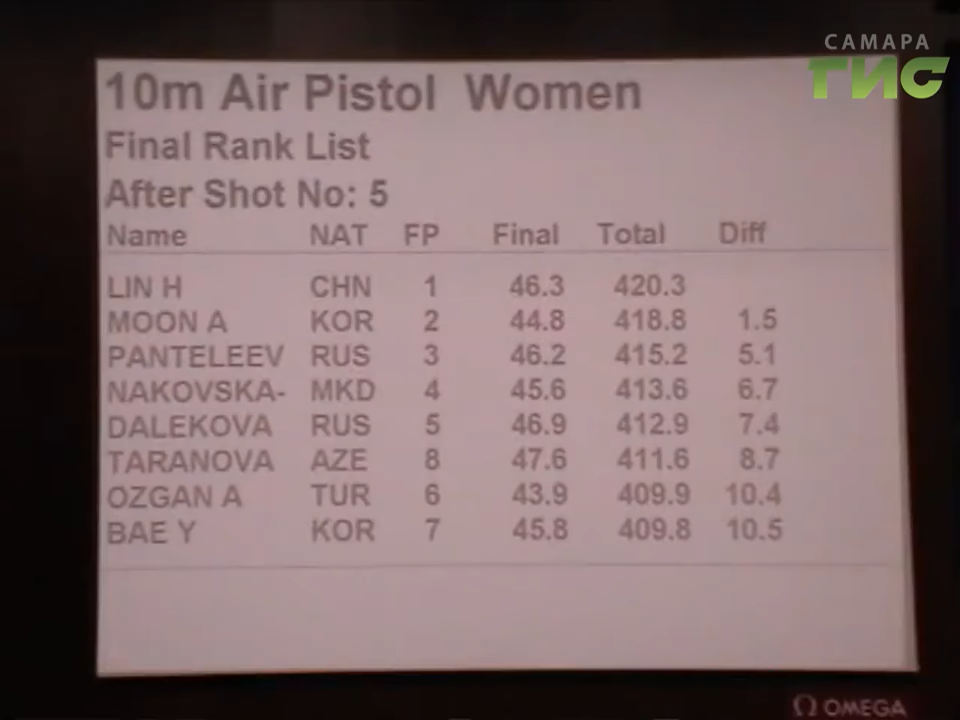 САМАРА
ГИС
10m Air Pistol Women
Final Rank List
After Shot No: 5
Name NAT FP Final Total Diff
LIN H CHN 1 46.3 420.3
MOON A KOR 2 44.8 418.8 1.5
PANTELEEV RUS 3 46.2 415.2 5.1
NAKOVSKA- MKD 4 45.6 413.6 6.7
DALEKOVA RUS 5 46.9 412.9 7.4
TARANOVA AZE 8 47.6 411.6 8.7
OZGAN A TUR 6 43.9 409.9 10.4
BAE Y KOR 7 45.8 409.8 10.5
Ω OMEGA